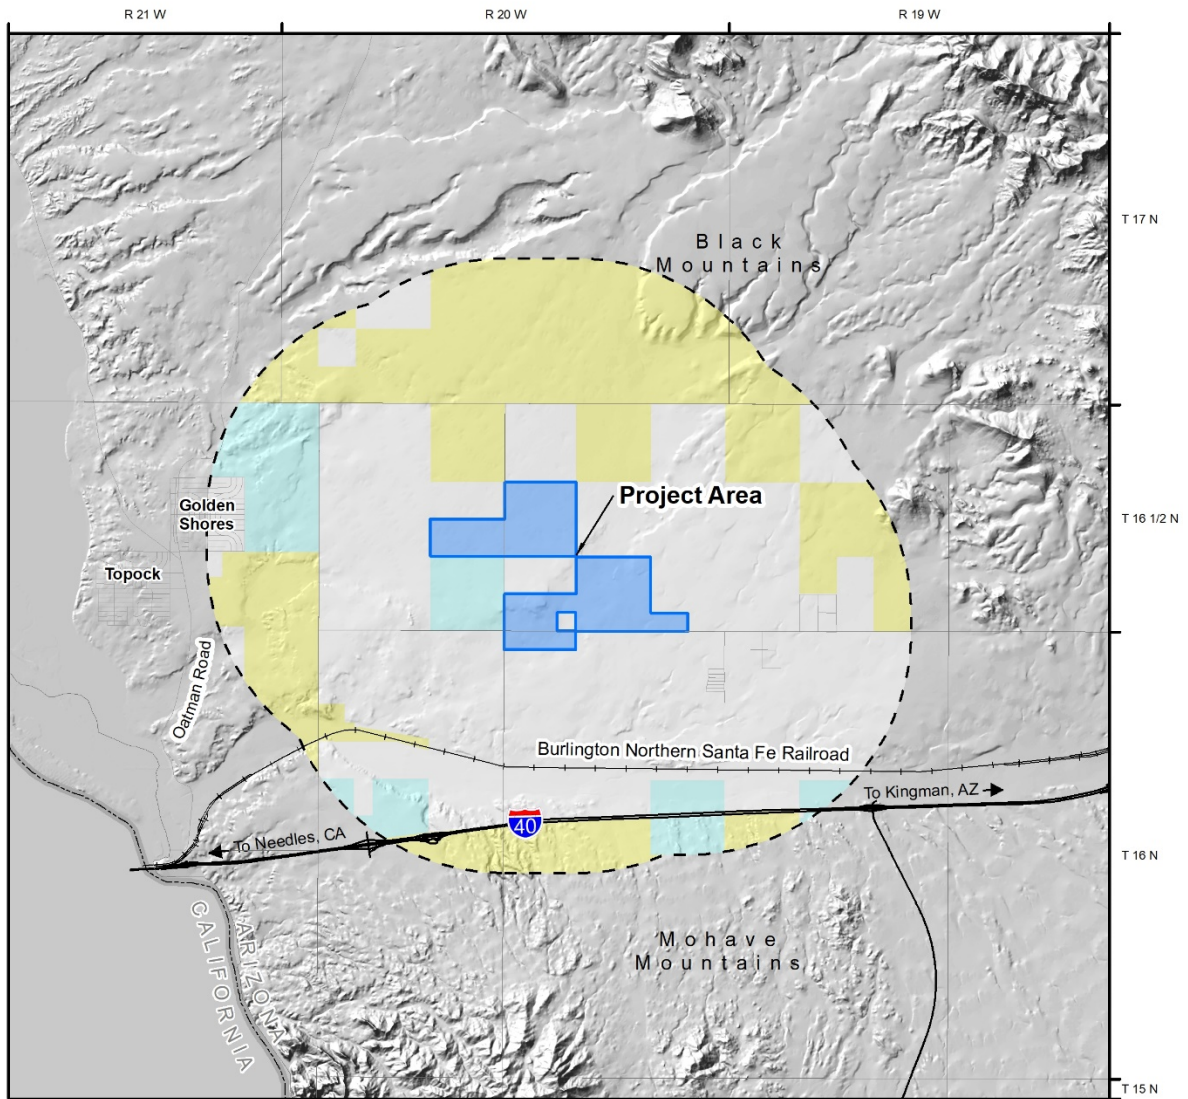 R 21 W
R 20 W
R 19 W
T 17 N
Black
Mountains
Project Area
Golden
Shores
T 16 1/2 N
Topock
Oatman Road
Burlington Northern Santa Fe Railroad
To Kingman, AZ
40
To Needles, CA
T 16 N
CALIFORNIA
ARIZONA
Mohave
Mountains
T 15 N